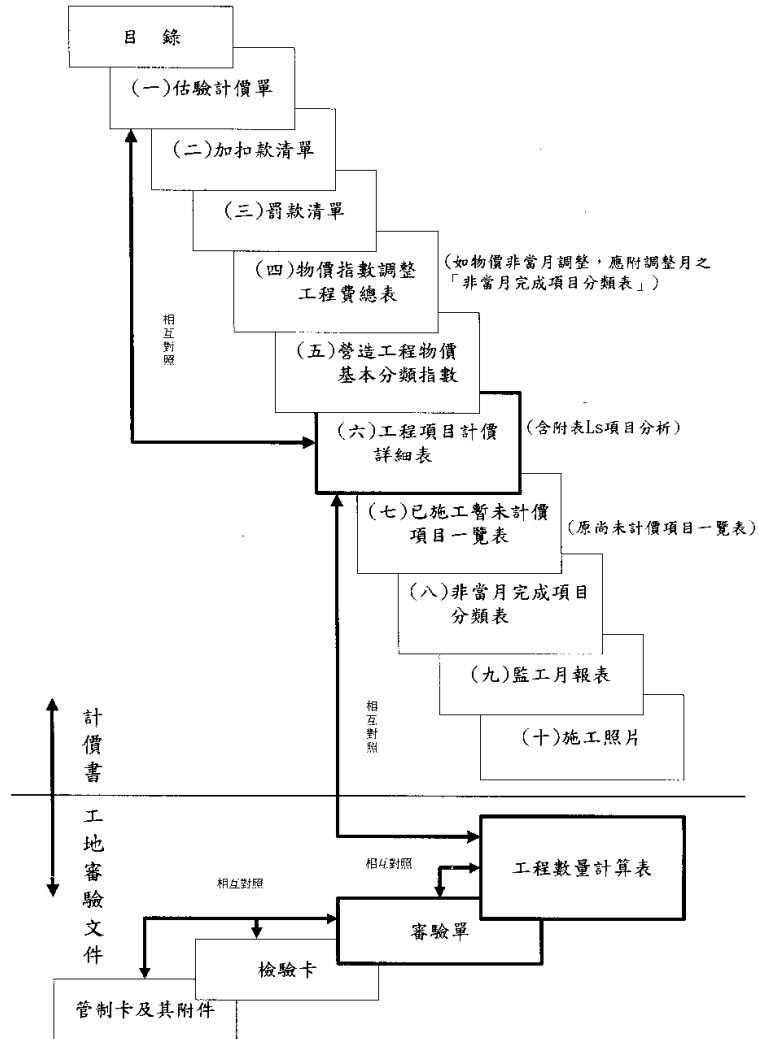 目 錄
(一)估驗計價單
(二)加扣款清單
(三)罰款清單
(四)物價指數調整
工程費總表
(如物價非當月調整，應附調整月之
「非當月完成項目分類表」)
相互對照
(五)營造工程物價
基本分類指數
(六)工程項目計價
詳細表
(含附表Ls項目分析)
(七)已施工暫未計價
項目一覽表
(原尚未計價項目一覽表)
(八)非當月完成項目
分類表
(九)監工月報表
相互對照
(十)施工照片
計價書
工地審驗文件
工程數量計算表
相互對照
相互對照
審驗單
檢驗卡
管制卡及其附件